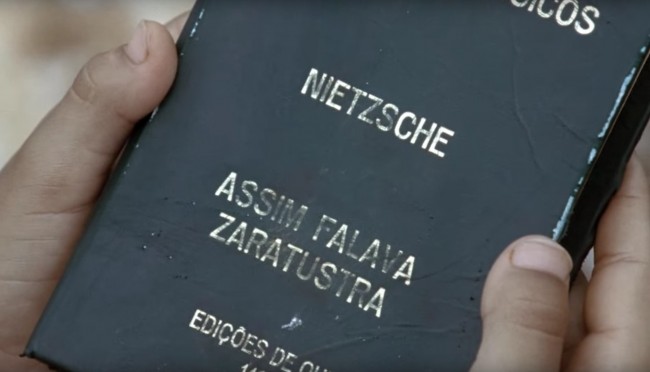 NIETZSCHE
ASSIM FALAVA
ZARATUSTRA
EDIÇÕES DE